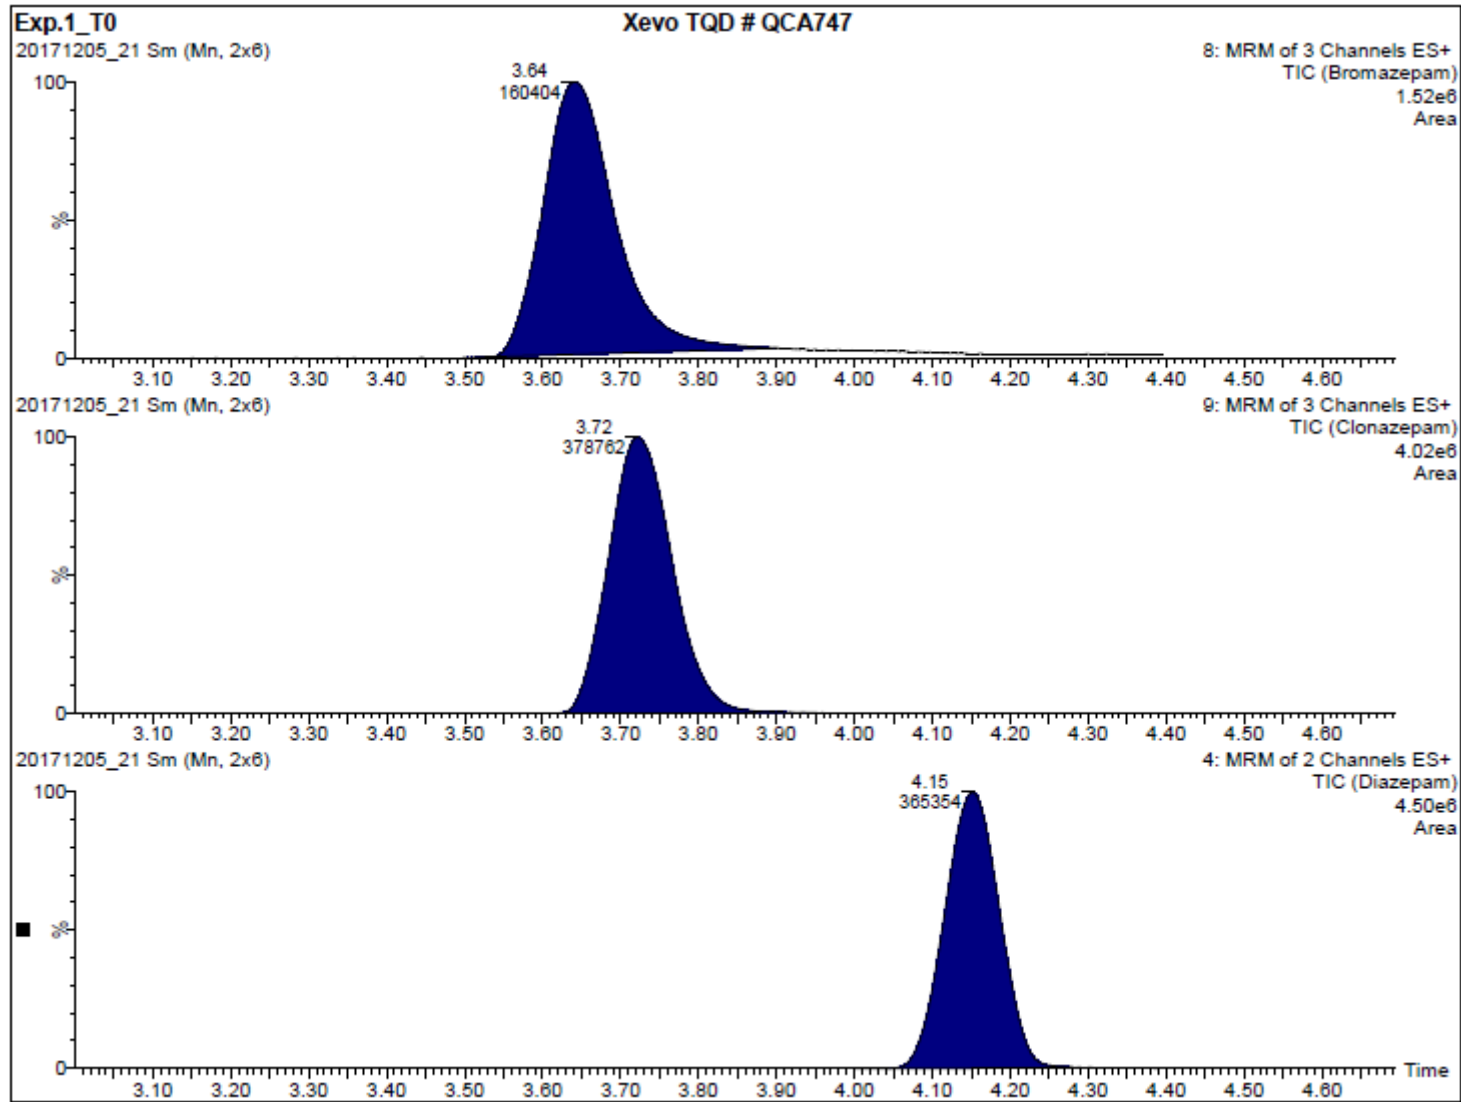 Exp.1_T0 Xevo TQD # QCA747
20171205_21 Sm (Mn, 2x6) 8: MRM of 3 Channels ES+
TIC (Bromazepam)
1.52e6
Area
3.64
160404
100
%
0
3.10 3.20 3.30 3.40 3.50 3.60 3.70 3.80 3.90 4.00 4.10 4.20 4.30 4.40 4.50 4.60
20171205_21 Sm (Mn, 2x6) 9: MRM of 3 Channels ES+
TIC (Clonazepam)
4.02e6
Area
3.72
378762
100
%
0
3.10 3.20 3.30 3.40 3.50 3.60 3.70 3.80 3.90 4.00 4.10 4.20 4.30 4.40 4.50 4.60
20171205_21 Sm (Mn, 2x6) 4: MRM of 2 Channels ES+
TIC (Diazepam)
4.50e6
Area
4.15
365354
100
%
0
Time
3.10 3.20 3.30 3.40 3.50 3.60 3.70 3.80 3.90 4.00 4.10 4.20 4.30 4.40 4.50 4.60